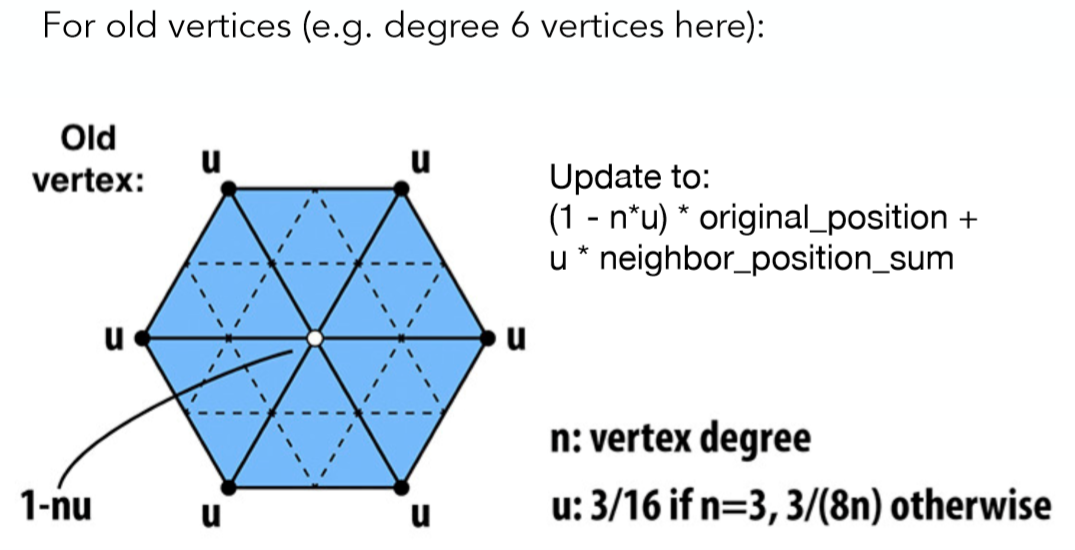 For old vertices (e.g. degree 6 vertices here):
Old
vertex:
u
u
Update to:
(1 - n*u) * original_position +
u * neighbor_position_sum
u
u
n: vertex degree
1-nu
u
u
u: 3/16 if n=3, 3/(8n) otherwise